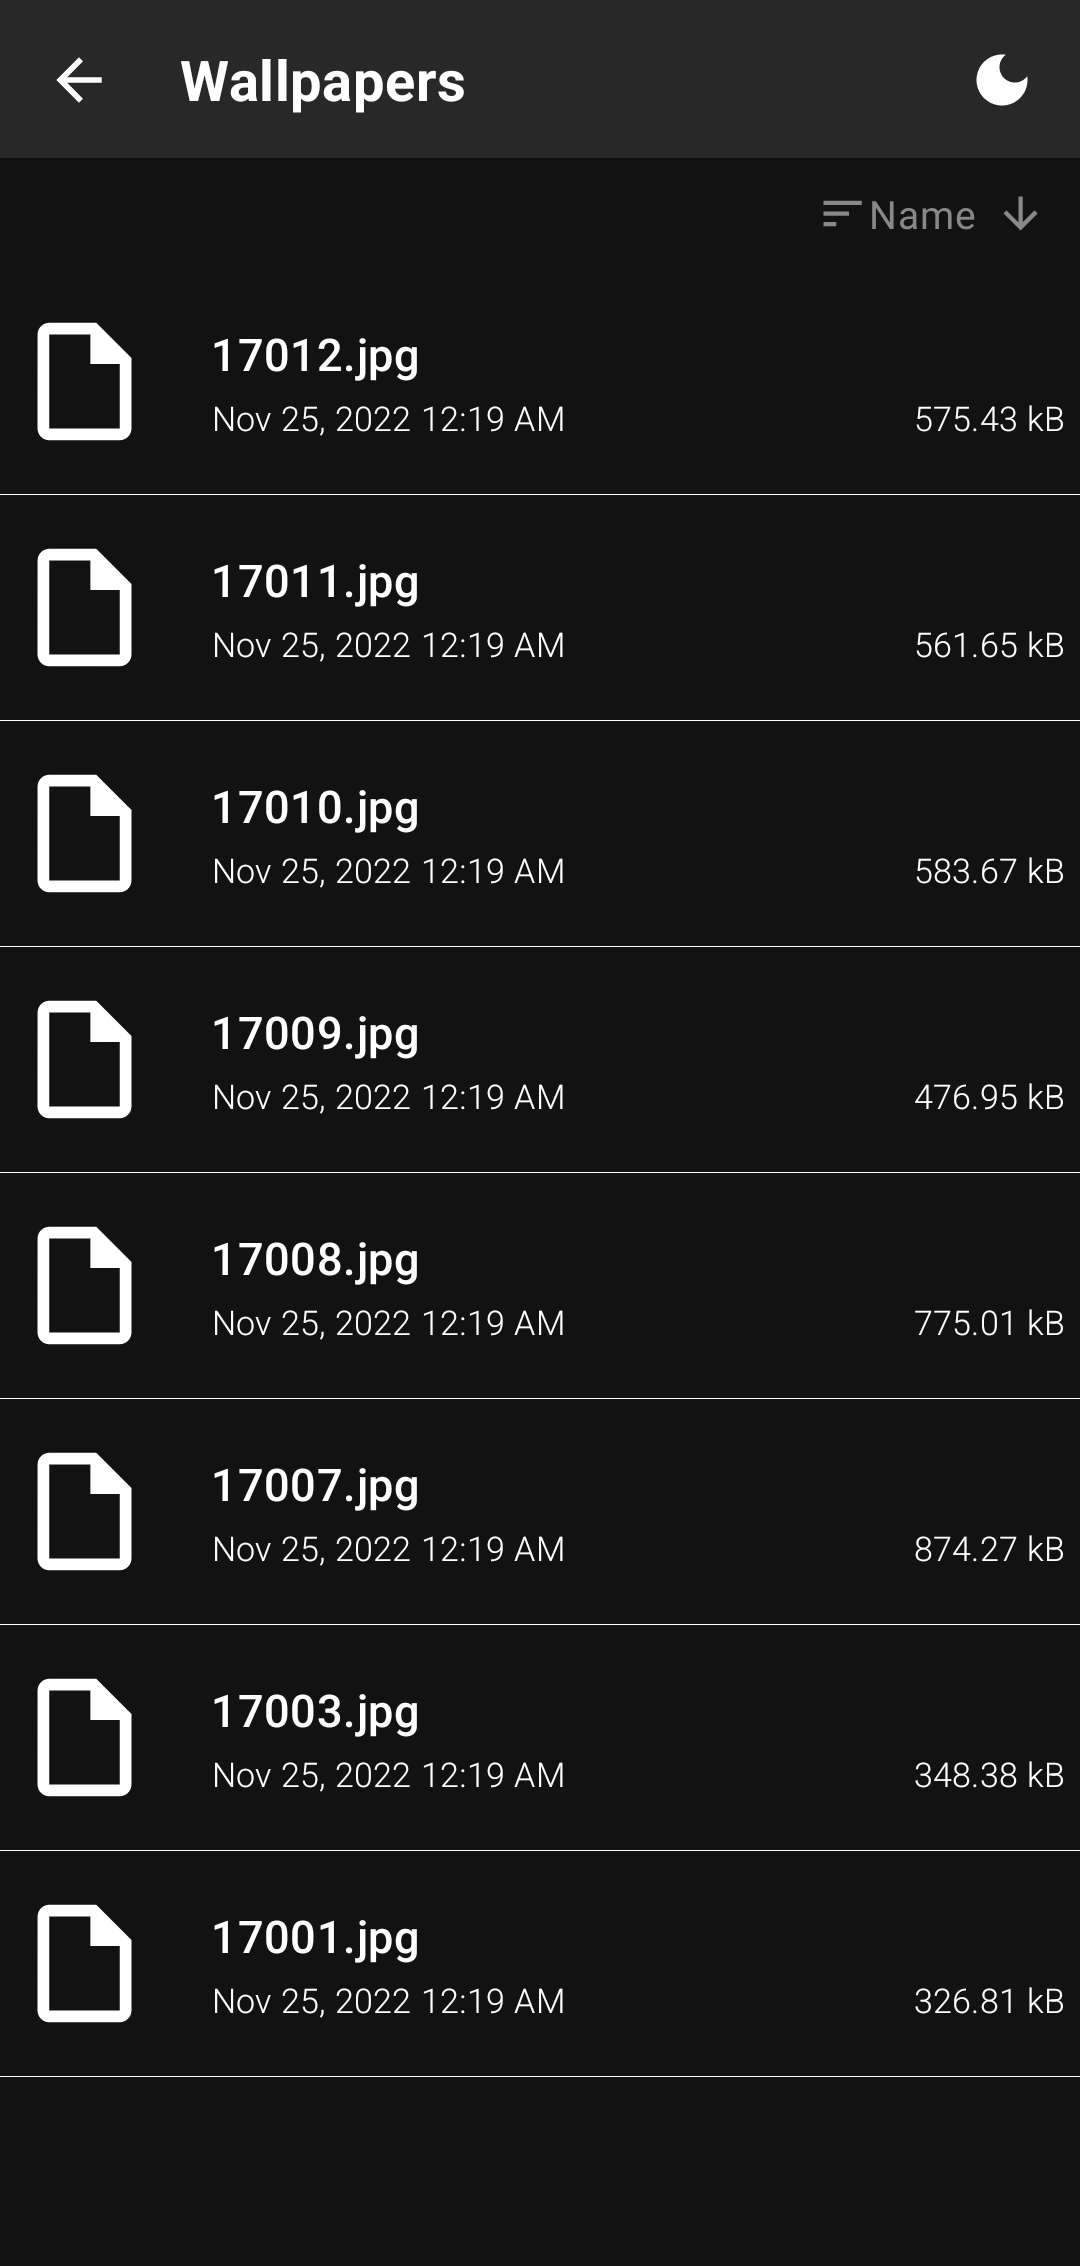 Wallpapers
Name
17012.jpg
Nov 25, 2022 12:19 AM 575.43 kB
17011.jpg
Nov 25, 2022 12:19 AM 561.65 kB
17010.jpg
Nov 25, 2022 12:19 AM 583.67 kB
17009.jpg
Nov 25, 2022 12:19 AM 476.95 kB
17008.jpg
Nov 25, 2022 12:19 AM 775.01 kB
17007.jpg
Nov 25, 2022 12:19 AM 874.27 kB
17003.jpg
Nov 25, 2022 12:19 AM 348.38 kB
17001.jpg
Nov 25, 2022 12:19 AM 326.81 kB